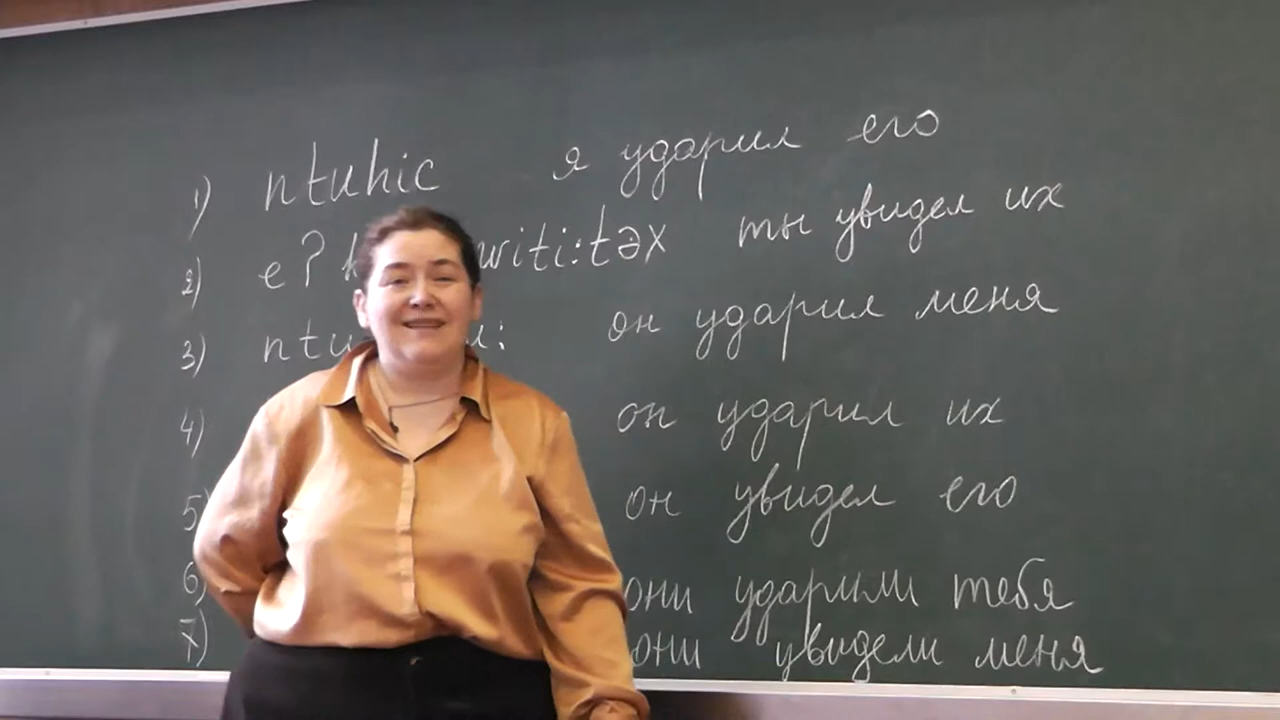 1) ntuhic я ударил его
2) eʔ witi:təx ты увидел их
3) ntu u: он ударил меня
4) он ударил их
5) он увидел его
6) они ударили тебя
7) они увидели меня